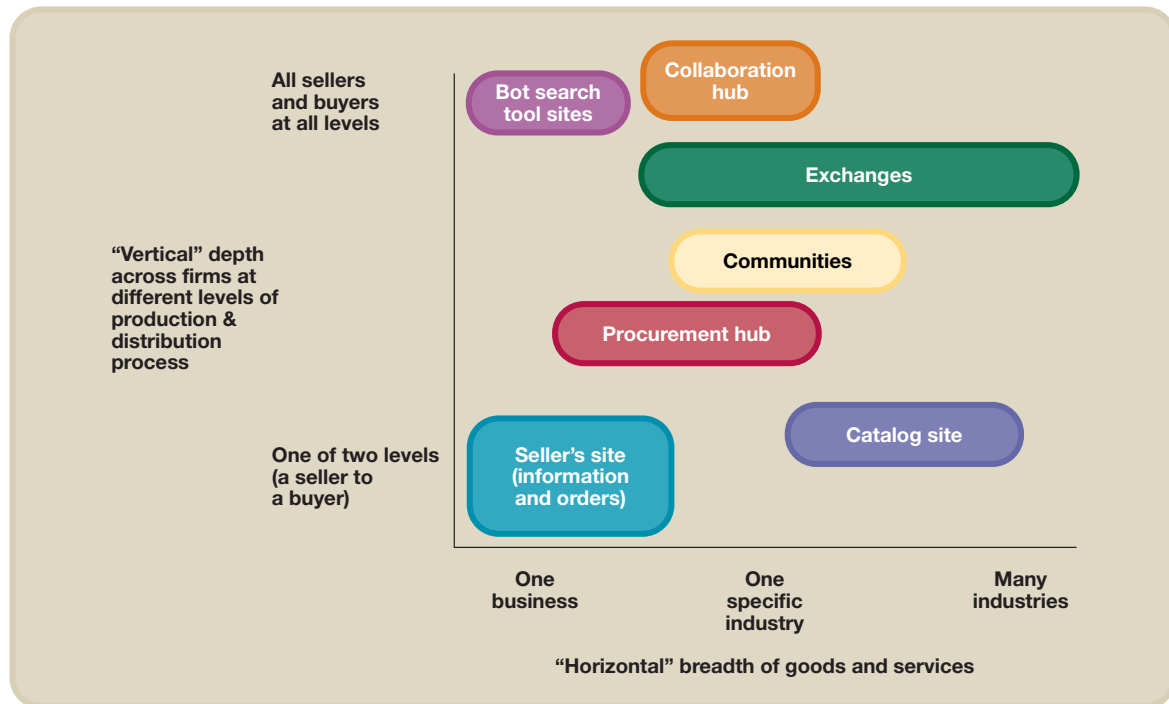 All sellers
and buyers
at all levels
Bot search
tool sites
Collaboration
hub
Exchanges
“Vertical” depth
across firms at
different levels of
production &
distribution
process
Communities
Procurement hub
One of two levels
(a seller to
a buyer)
Seller’s site
(information
and orders)
Catalog site
One
business
One
specific
industry
Many
industries
“Horizontal” breadth of goods and services